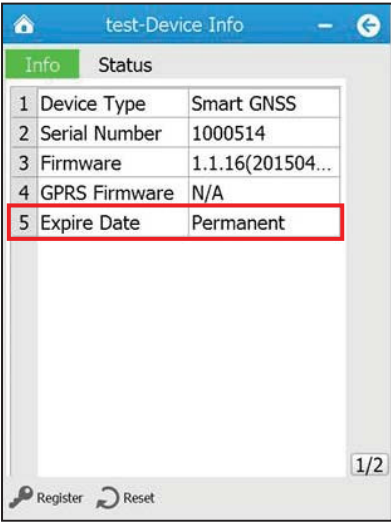 test-Device Info
Info Status
1 Device Type Smart GNSS
2 Serial Number 1000514
3 Firmware 1.1.16(201504...
4 GPRS Firmware N/A
5 Expire Date Permanent
1/2
Register Reset